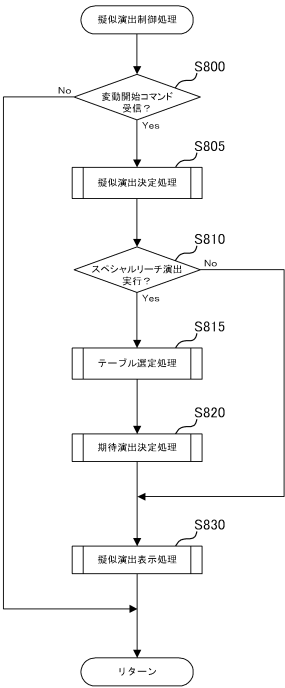 擬似演出制御処理
S800
No
変動開始コマンド
受信？
Yes
S805
擬似演出決定処理
S810
スペシャルリーチ演出
実行？
No
Yes
S815
テーブル選定処理
S820
期待演出決定処理
S830
擬似演出表示処理
リターン